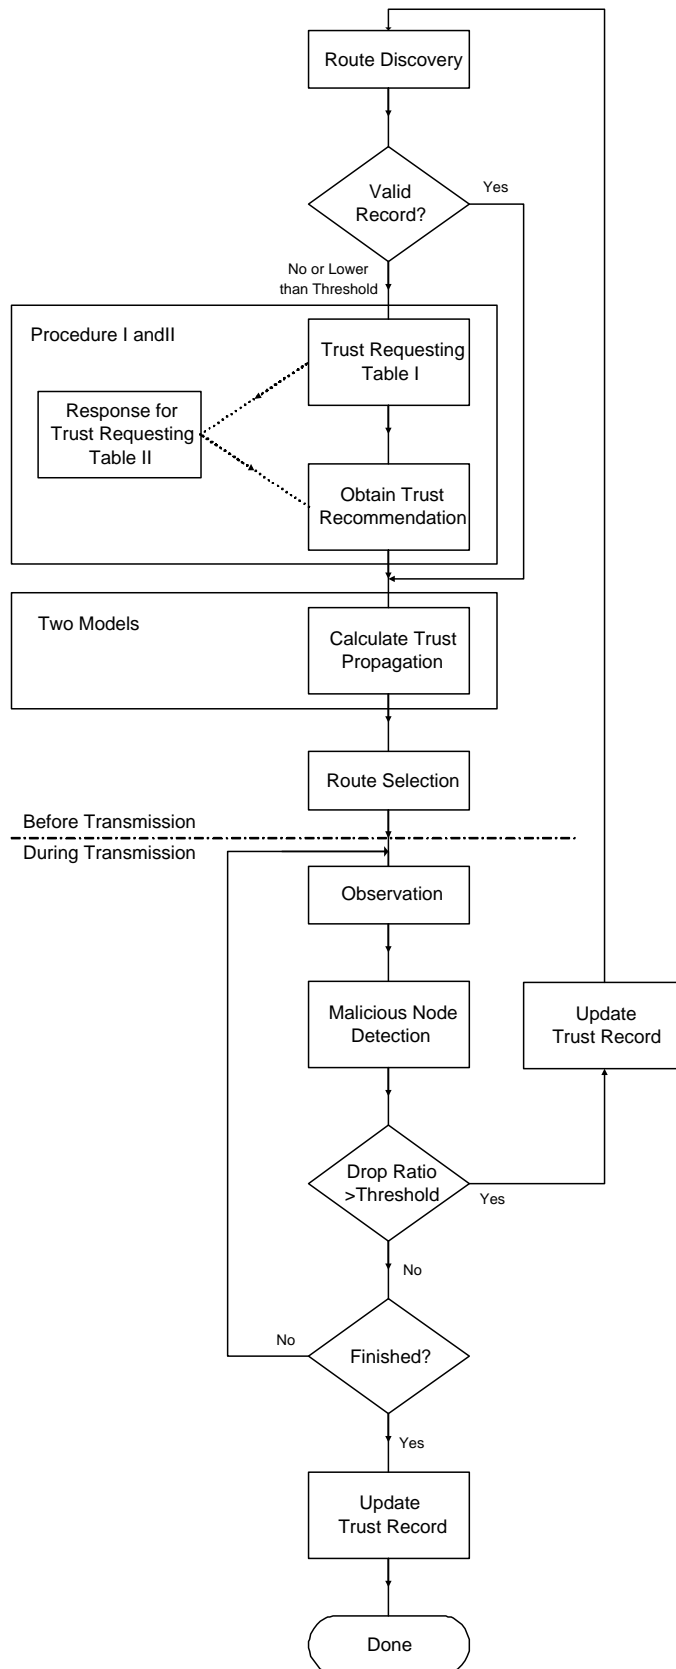 Route Discovery
Valid
Record?
Yes
No or Lower
than Threshold
Procedure I andII
Trust Requesting
Table I
Response for
Trust Requesting
Table II
Obtain Trust
Recommendation
Two Models
Calculate Trust
Propagation
Route Selection
Before Transmission
During Transmission
Observation
Malicious Node
Detection
Update
Trust Record
Drop Ratio
>Threshold
Yes
No
No
Finished?
Yes
Update
Trust Record
Done